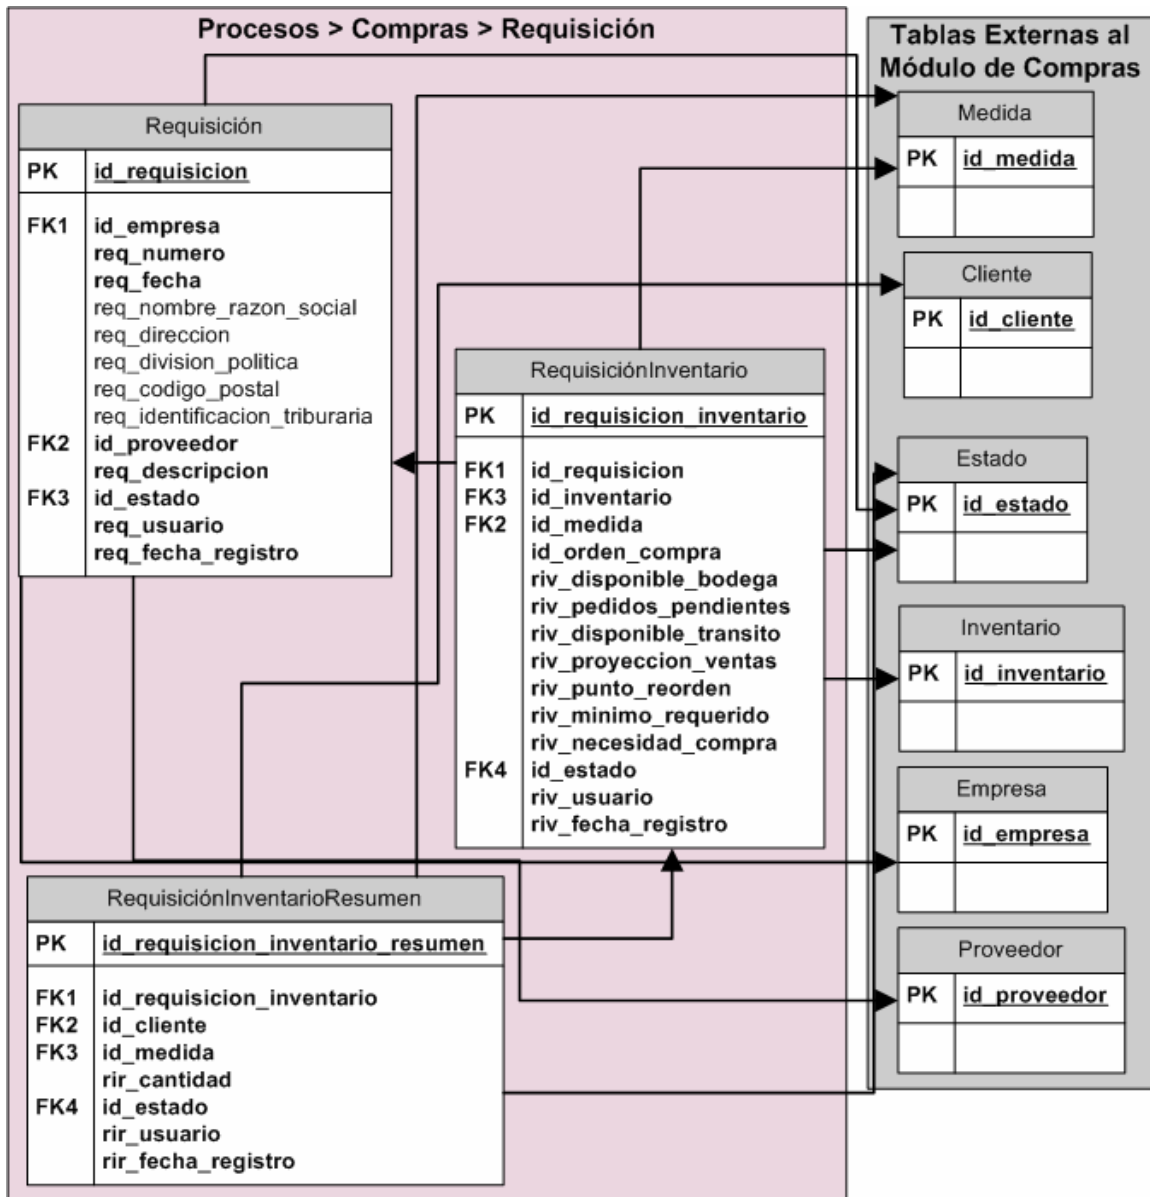 Procesos > Compras > Requisición
Requisición
PK id_requisicion
FK1 id_empresa
req_numero
req_fecha
req_nombre_razon_social
req_direccion
req_division_politica
req_codigo_postal
req_identificacion_triburaria
FK2 id_proveedor
req_descripcion
FK3 id_estado
req_usuario
req_fecha_registro
RequisiciónInventario
PK id_requisicion_inventario
FK1 id_requisicion
FK3 id_inventario
FK2 id_medida
id_orden_compra
riv_disponible_bodega
riv_pedidos_pendientes
riv_disponible_transito
riv_proyeccion_ventas
riv_punto_reorden
riv_minimo_requerido
riv_necesidad_compra
FK4 id_estado
riv_usuario
riv_fecha_registro
RequisiciónInventarioResumen
PK id_requisicion_inventario_resumen
FK1 id_requisicion_inventario
FK2 id_cliente
FK3 id_medida
rir_cantidad
FK4 id_estado
rir_usuario
rir_fecha_registro
Tablas Externas al
Módulo de Compras
Medida
PK id_medida
Cliente
PK id_cliente
Estado
PK id_estado
Inventario
PK id_inventario
Empresa
PK id_empresa
Proveedor
PK id_proveedor